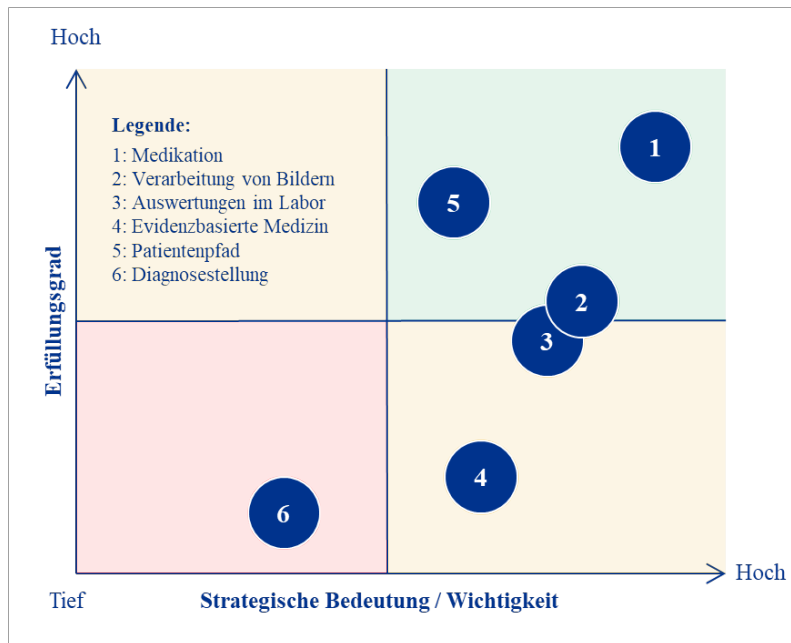 Hoch
Legende:
1: Medikation
2: Verarbeitung von Bildern
3: Auswertungen im Labor
4: Evidenzbasierte Medizin
5: Patientenpfad
6: Diagnosestellung
1
5
2
3
4
6
Erfüllungsgrad
Hoch
Tief
Strategische Bedeutung / Wichtigkeit